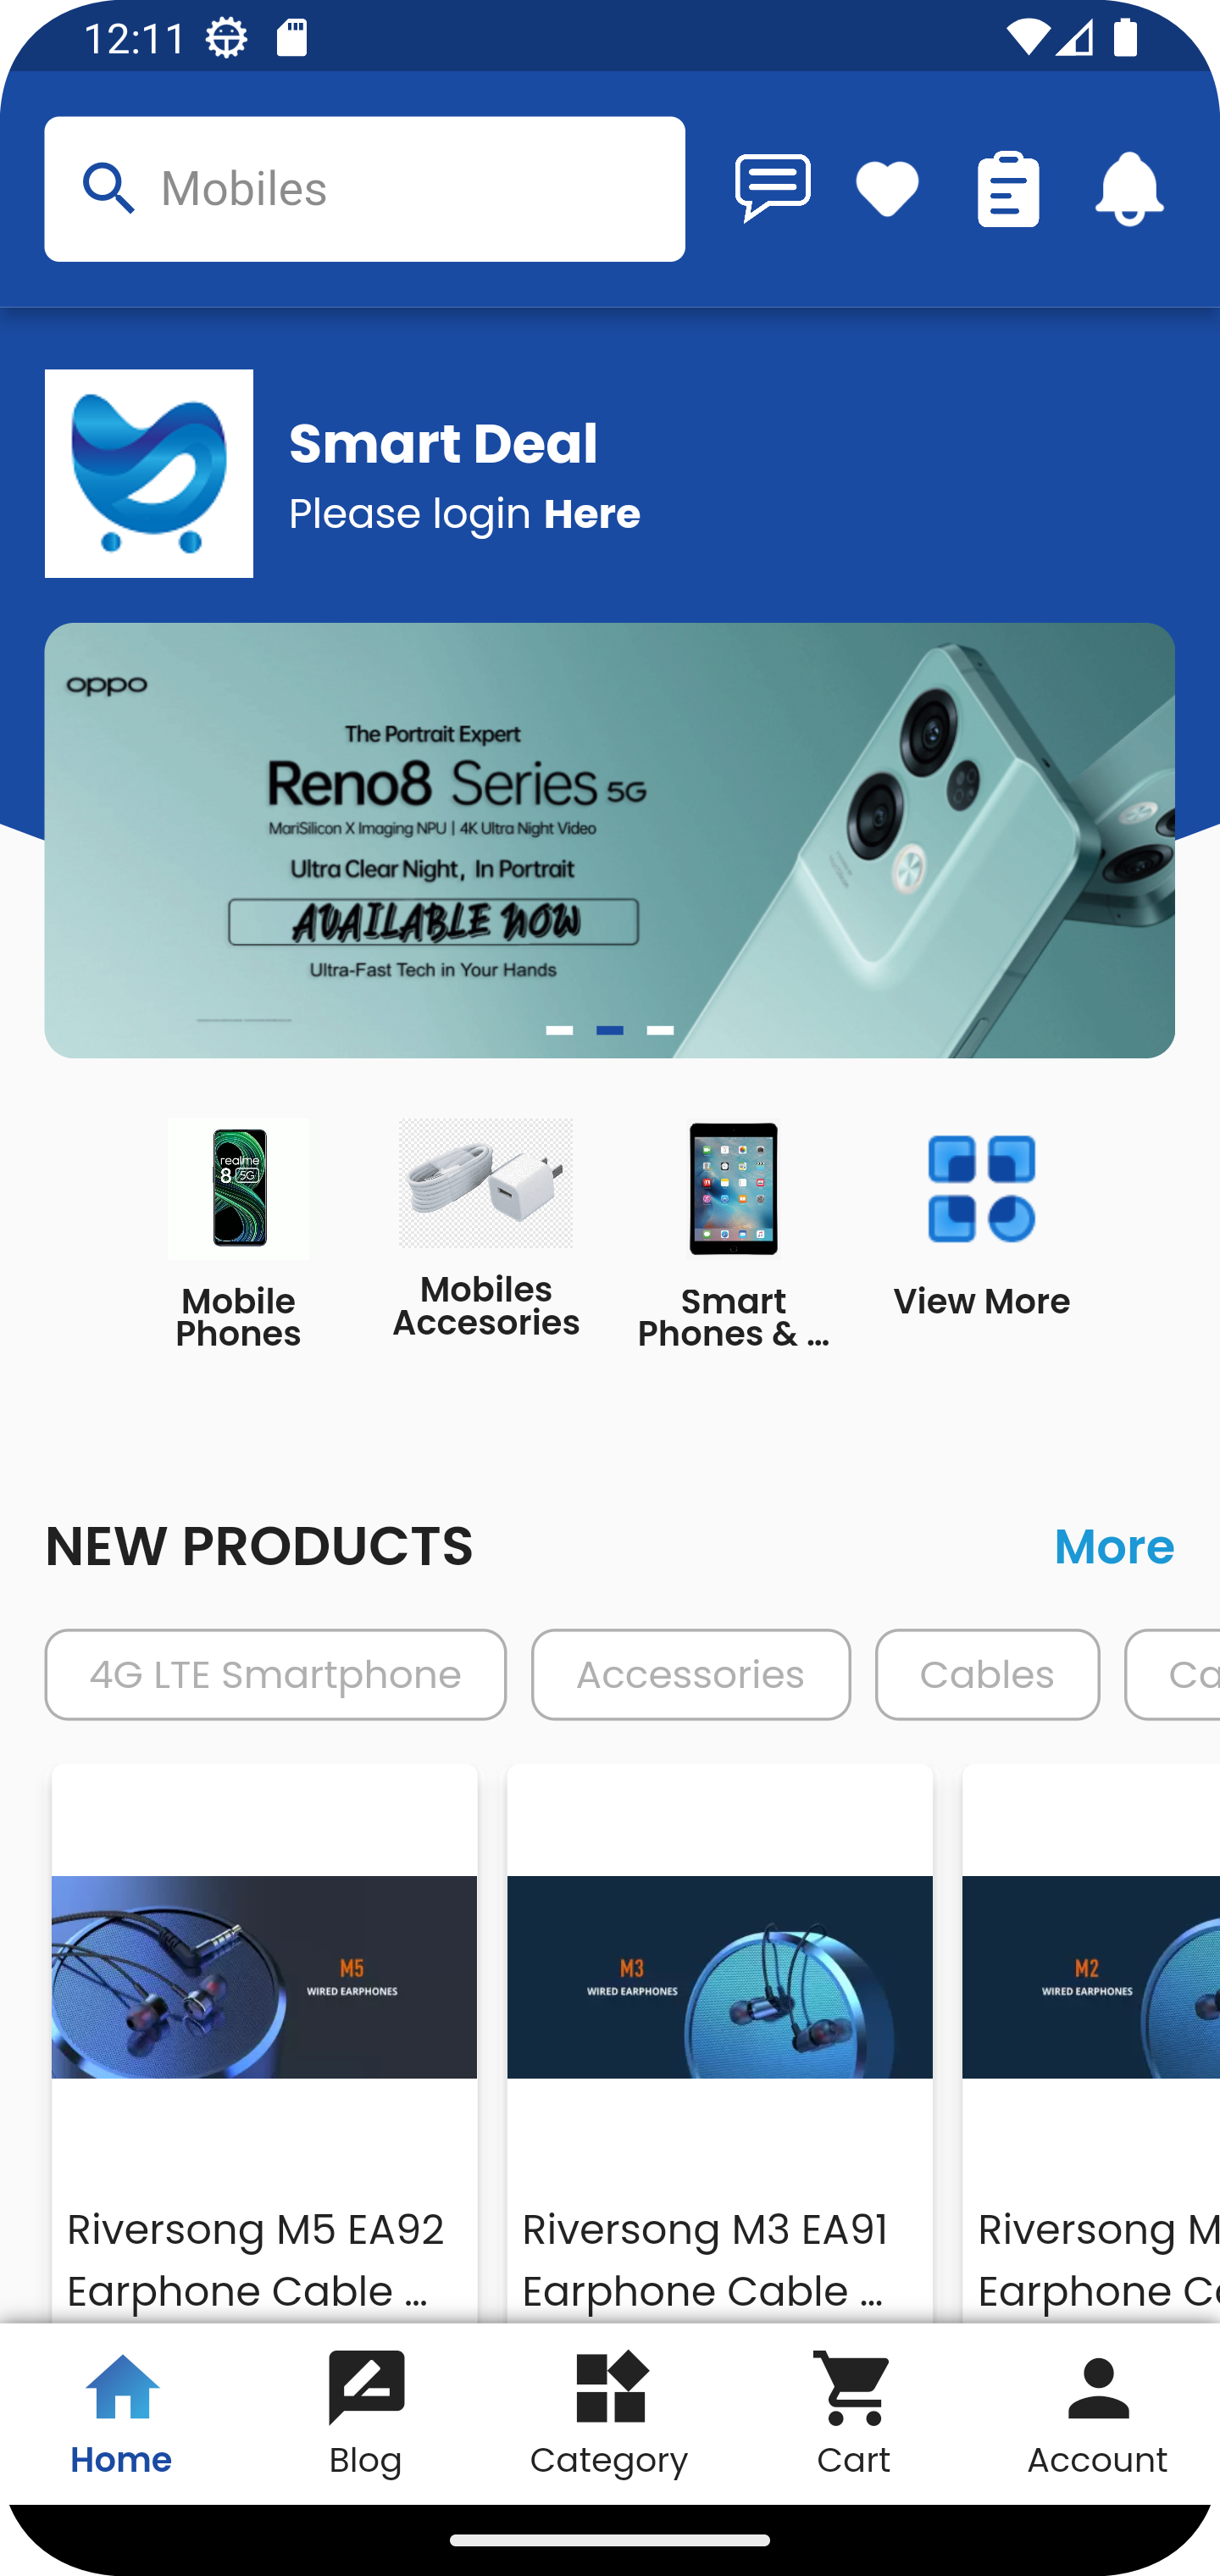 12:11
Mobiles
Smart Deal
Please login Here
oppo
The Portrait Expert
Reno8 Series 5G
MariSilicon X Imaging NPU | 4K Ultra Night Video
Ultra Clear Night, In Portrait
AVAILABLE NOW
Ultra-Fast Tech in Your Hands
realme
8 5G
Mobile
Phones
Mobiles
Accesories
Smart
Phones & ...
View More
NEW PRODUCTS
More
4G LTE Smartphone
Accessories
Cables
Ca
M5
WIRED EARPHONES
M3
WIRED EARPHONES
M2
WIRED EARPHONES
Riversong M5 EA92
Earphone Cable ...
Riversong M3 EA91
Earphone Cable ...
Riversong M
Earphone Ca
Home
Blog
Category
Cart
Account